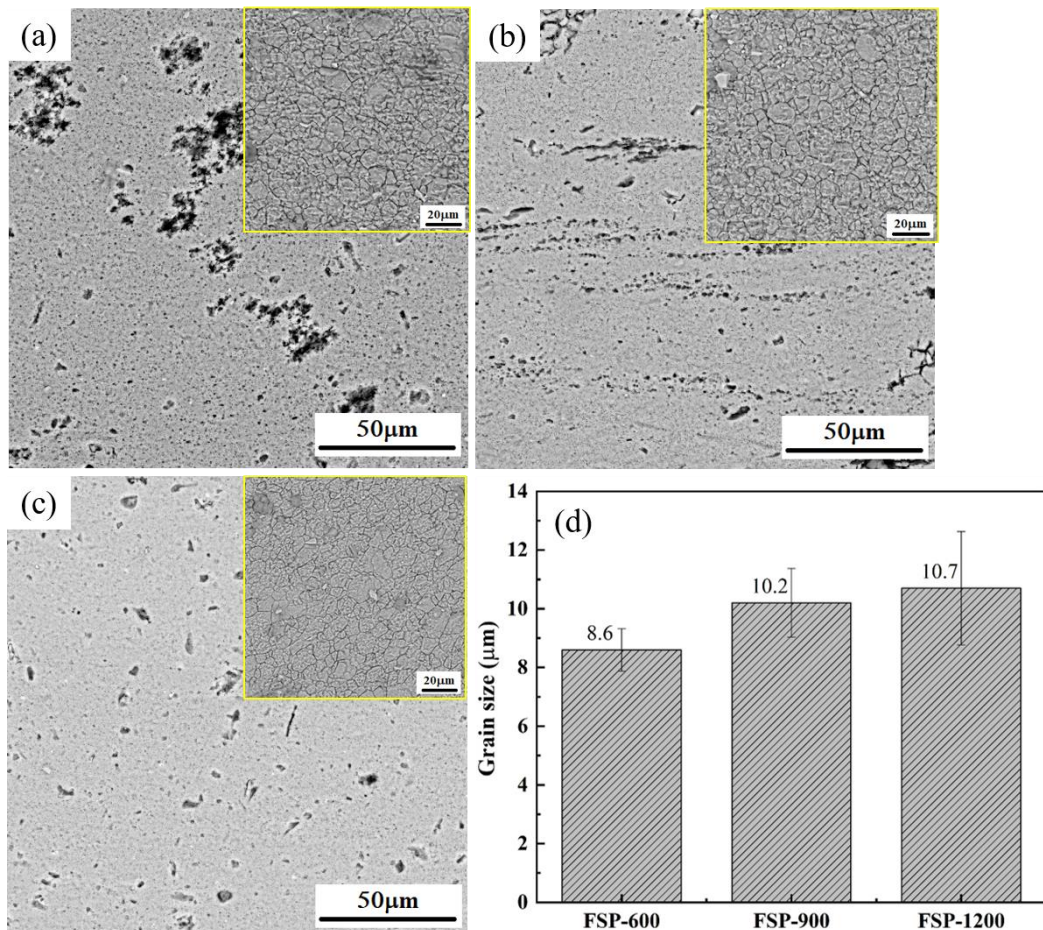 (a)
20μm
50μm
(b)
20μm
50μm
(c)
20μm
50μm
(d)
Grain size (μm)
14
12
10
8
6
4
2
0
8.6
10.2
10.7
FSP-600
FSP-900
FSP-1200